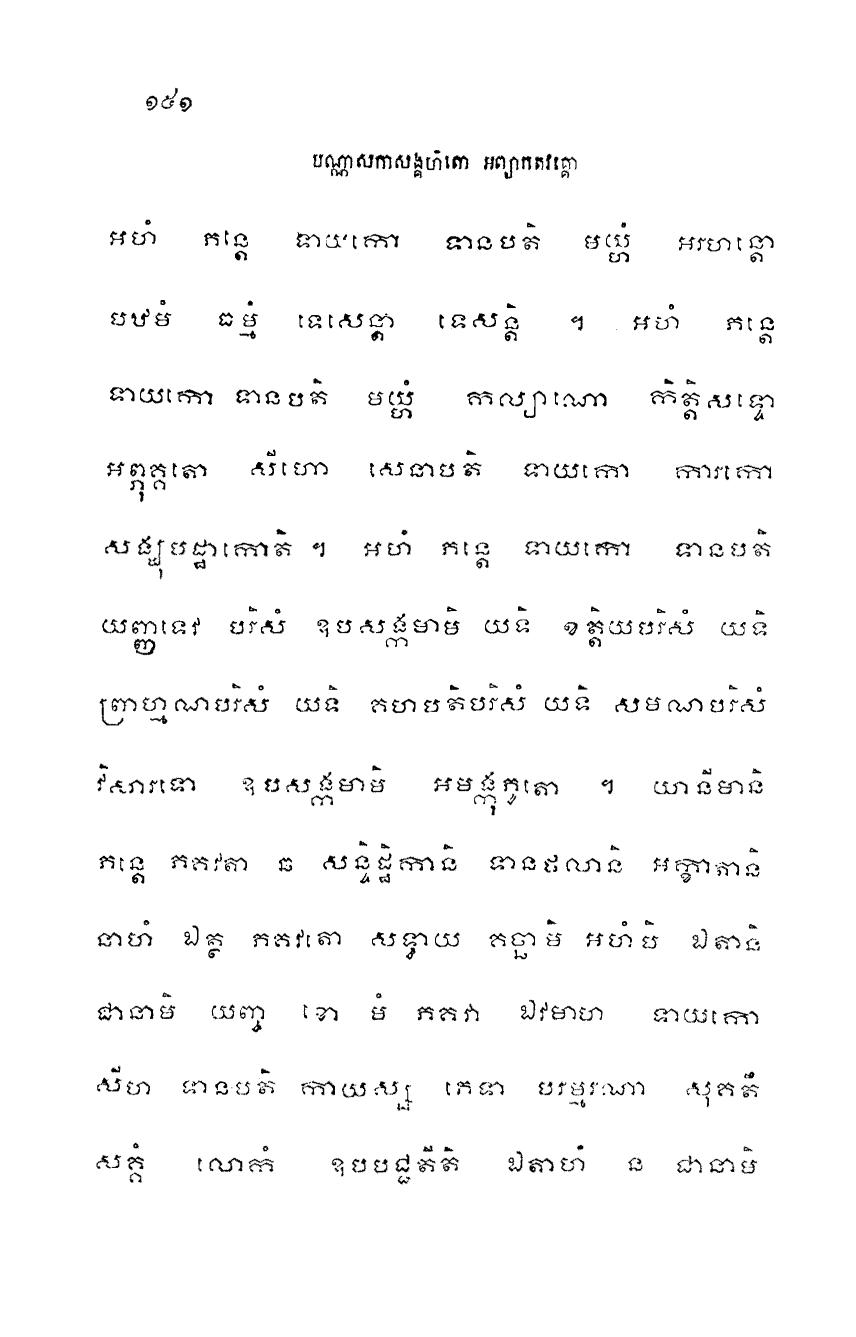 ១៥១
បណ្ណាសកាសង្គហិតោ អព្យាកតវគ្គោ
អហំ ភន្តេ ទាយកោ ទានបតិ មយ្ហំ អរហន្តោ
បឋមំ ធម្មំ ទេសេន្តា ទេសន្តិ ។ អហំ ភន្តេ
ទាយកោ ទានបតិ មយ្ហំ កល្យាណោ កិត្តិសទ្ទោ
អព្ភុគ្គតោ សីហោ សេនាបតិ ទាយកោ ការកោ
សង្ឃុបដ្ឋាកោតិ ។ អហំ ភន្តេ ទាយកោ ទានបតិ
យញ្ញទេវ បរិសំ ឧបសង្កមាមិ យទិ ខត្តិយបរិសំ យទិ
ព្រាហ្មណបរិសំ យទិ គហបតិបរិសំ យទិ សមណបរិសំ
វិសារទោ ឧបសង្កមាមិ អមង្កុភូតោ ។ យានីមានិ
ភន្តេ ភគវតា ឆ សន្ទិដ្ឋិកានិ ទានផលានិ អក្ខាតានិ
នាហំ ឯត្ថ ភគវតោ សទ្ធាយ គច្ឆាមិ អហំបិ ឯតានិ
ជានាមិ យញ្ច ខោ មំ ភគវា ឯវមាហ ទាយកោ
សីហ ទានបតិ កាយស្ស ភេទា បរម្មរណា សុគតឹ
សគ្គំ លោកំ ឧបបជ្ជតីតិ ឯតាហំ ន ជានាមិ